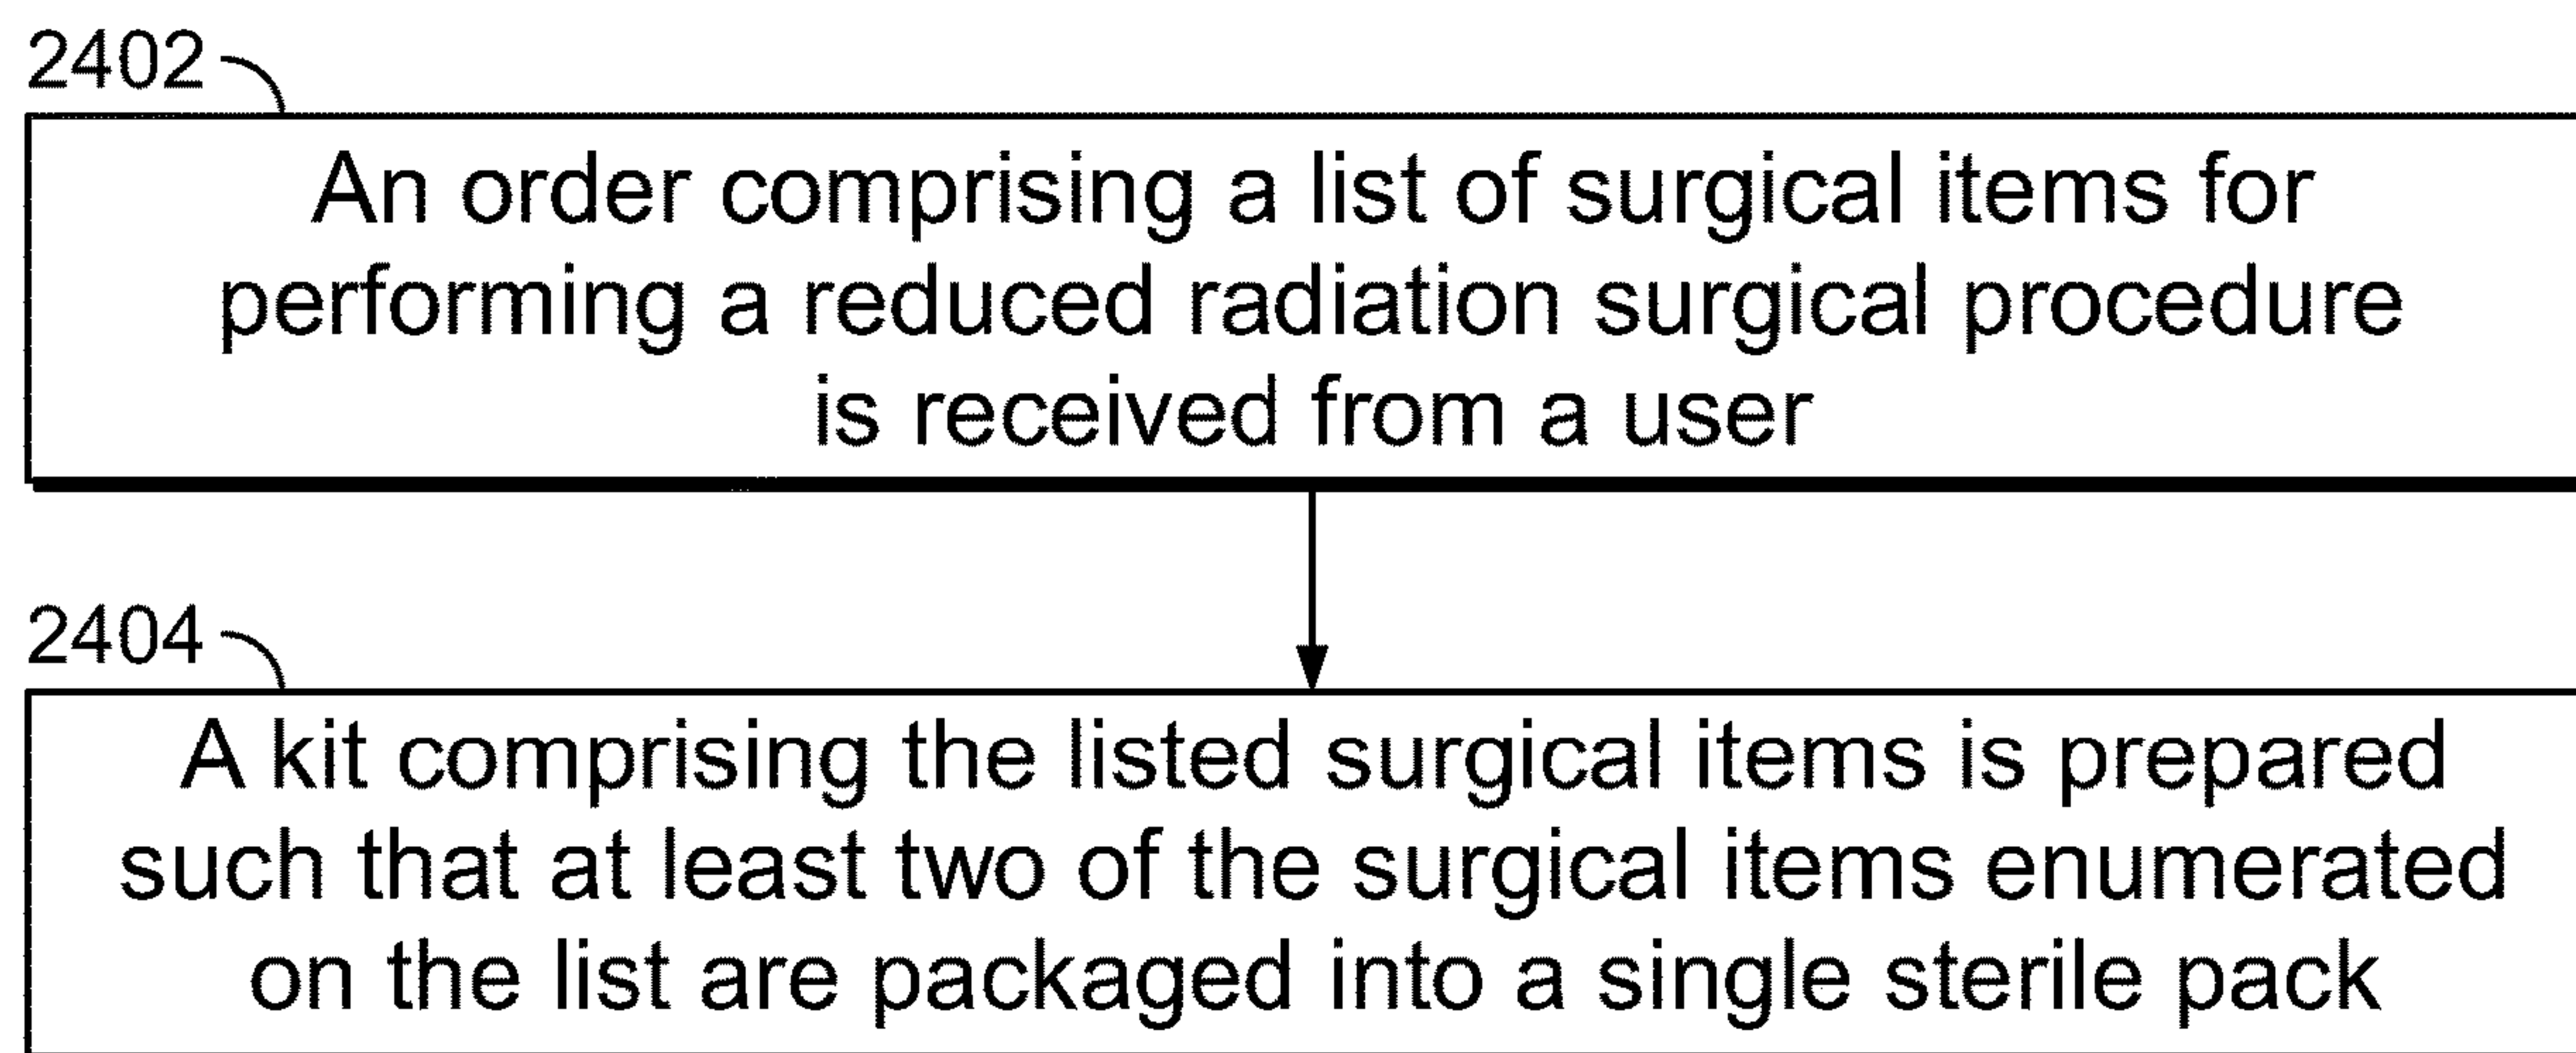 2402
An order comprising a list of surgical items for
performing a reduced radiation surgical procedure
is received from a user
2404
A kit comprising the listed surgical items is prepared
such that at least two of the surgical items enumerated
on the list are packaged into a single sterile pack